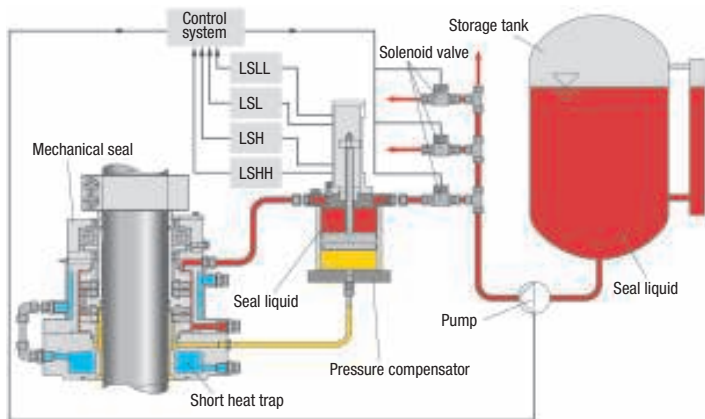 Control
system
Storage tank
Solenoid valve
LSLL
LSL
LSH
LSHH
Mechanical seal
Seal liquid
Seal liquid
Pump
Pressure compensator
Short heat trap